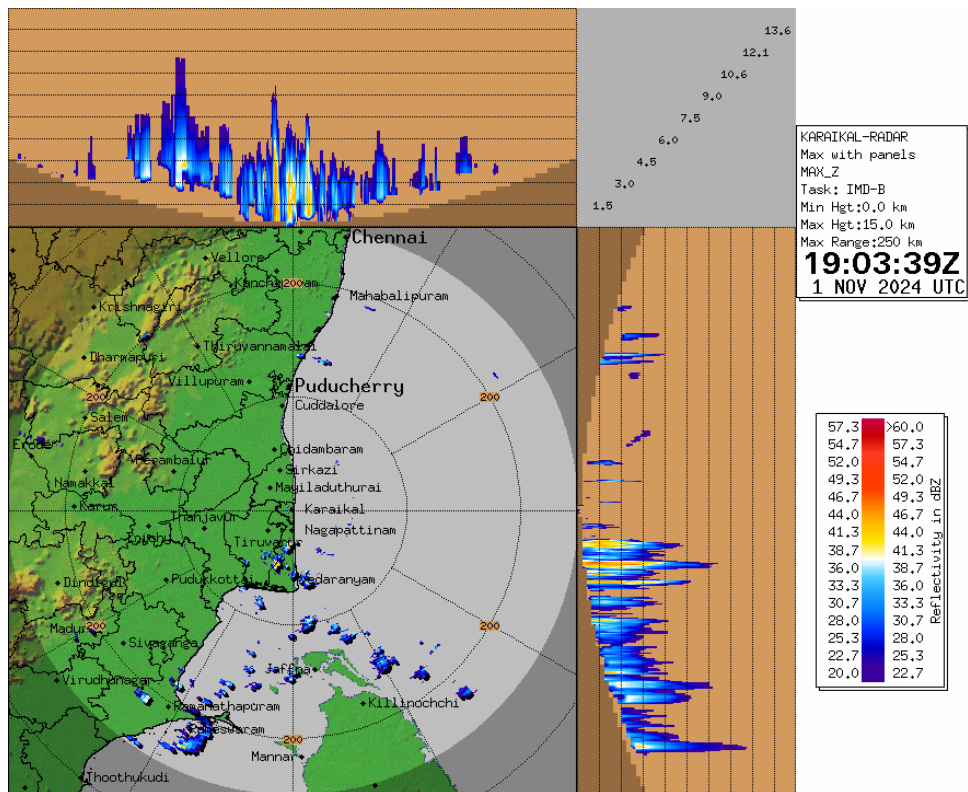 13.6
12.1
10.6
9.0
7.5
6.0
4.5
3.0
1.5
KARAIKAL-RADAR
Max with panels
MAX_Z
Task: IMD-B
Min Hgt:0.0 km
Max Hgt:15.0 km
Max Range:250 km
19:03:39Z
1 NOV 2024 UTC
Chennai
Vellore
200
Mahabalipuram
Krishnagiri
Thiruvannamalai
Dharmapuri
Villupuram
Puducherry
200
200
Cuddalore
Salem
Erode
Chidambaram
Perambalur
Sirkazi
Namakkal
Mayiladuthurai
Karur
Karaikal
Thanjavur
Nagapattinam
Tiruvarur
Pudukkottai
Vedaranyam
Dindigul
Madurai
200
200
Sivaganga
Jaffna
Virudhunagar
Killinochchi
Ramanathapuram
Rameswaram
200
Mannar
Thoothukudi
57.3 >60.0
54.7 57.3
52.0 54.7
49.3 52.0
46.7 49.3
44.0 46.7
41.3 44.0
38.7 41.3
36.0 38.7
33.3 36.0
30.7 33.3
28.0 30.7
25.3 28.0
22.7 25.3
20.0 22.7
Reflectivity in dBZ